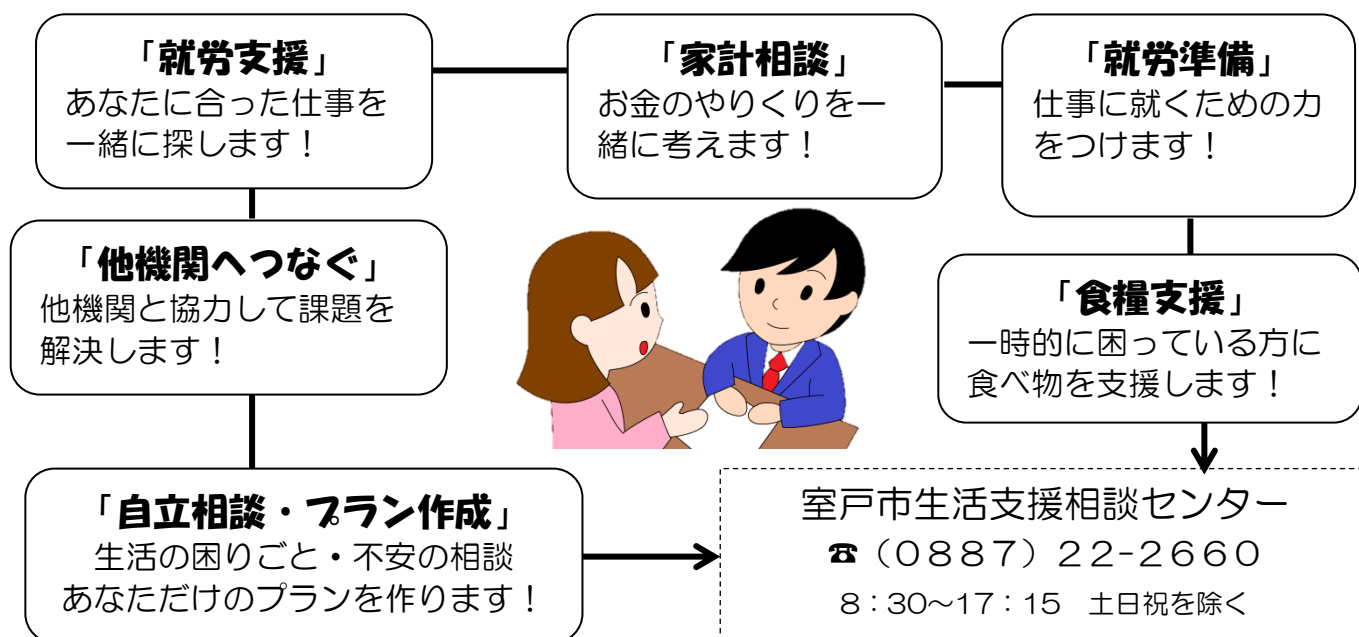 「就労支援」
あなたに合った仕事を
一緒に探します！
「家計相談」
お金のやりくりを一
緒に考えます！
「就労準備」
仕事に就くための力
をつけます！
「他機関へつなぐ」
他機関と協力して課題を
解決します！
「食糧支援」
一時的に困っている方に
食べ物を支援します！
「自立相談・プラン作成」
生活の困りごと・不安の相談
あなただけのプランを作ります！
室戸市生活支援相談センター
☎（０８８７）２２-２６６０
８：３０～１７：１５　土日祝を除く